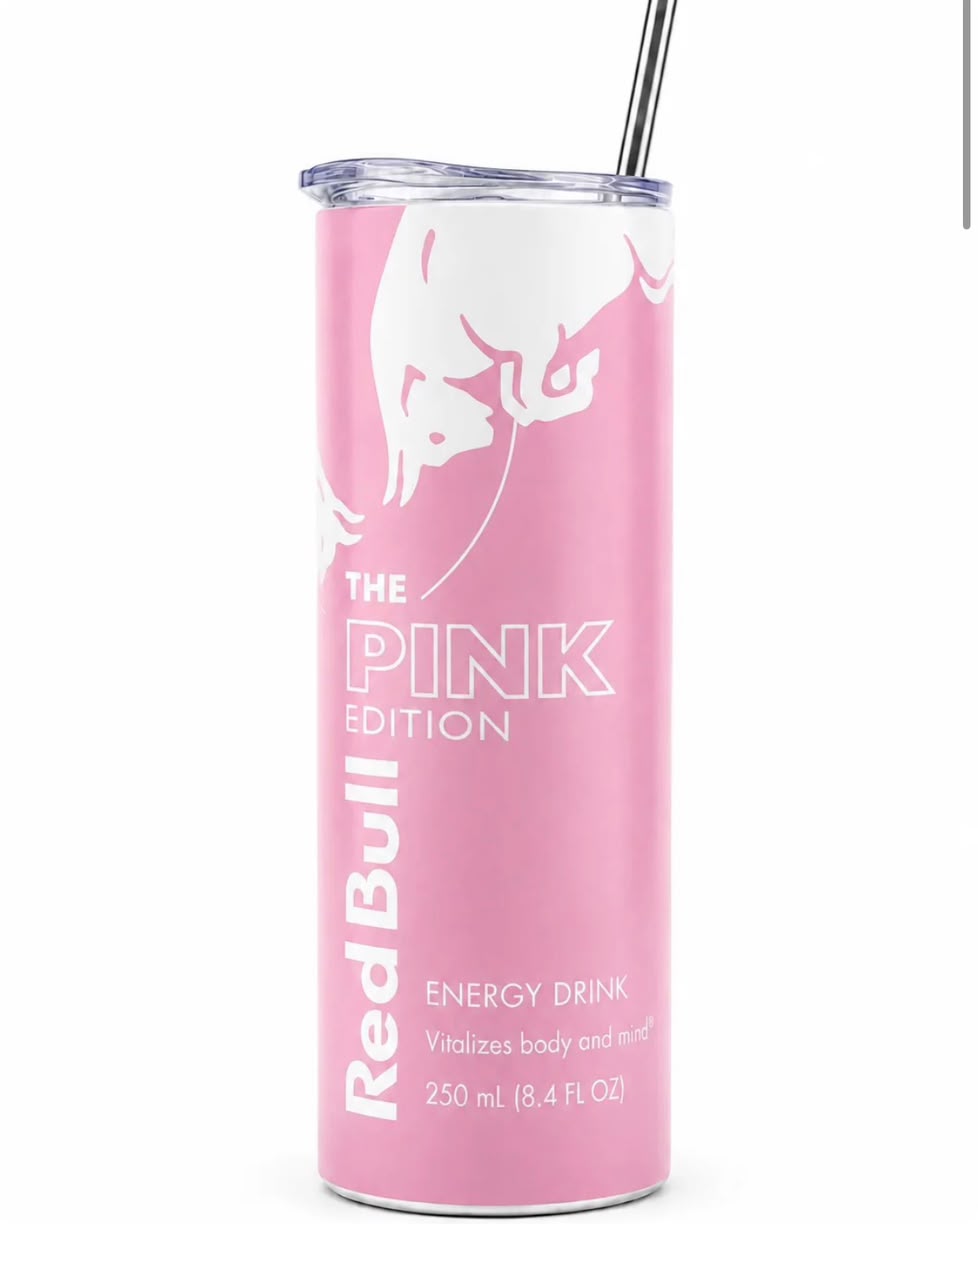 THE
PINK
EDITION
Red Bull
ENERGY DRINK
Vitalizes body and mind®
250 mL (8.4 FL OZ)